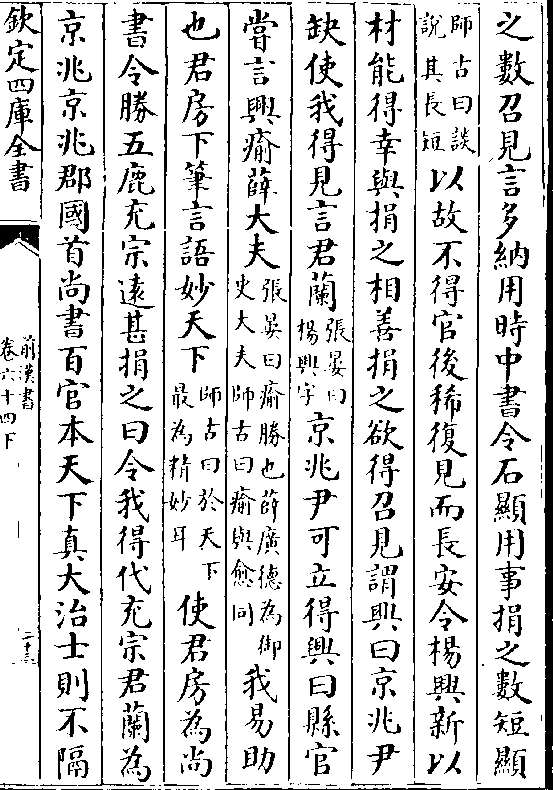 之數召見言多納用時中書令石顯用事捐之數短顯
師古曰談
說其長短
以故不得官後稀復見而長安令楊興新以
材能得幸與捐之相善捐之欲得召見謂興曰京兆尹
缺使我得見言君蘭
張晏曰
楊興字
京兆尹可立得興曰縣官
嘗言興瘉薛大夫
張晏曰瘉勝也薛廣德為御
史大夫師古曰瘉與愈同
我易助
也君房下筆言語妙天下
師古曰於天下
最為精妙耳
使君房為尚
書令勝五鹿充宗遠甚捐之曰令我得代充宗君蘭為
京兆京兆郡國首尚書百官本天下真大治士則不隔
欽定四庫全書
前漢書
卷六十四下
二十三